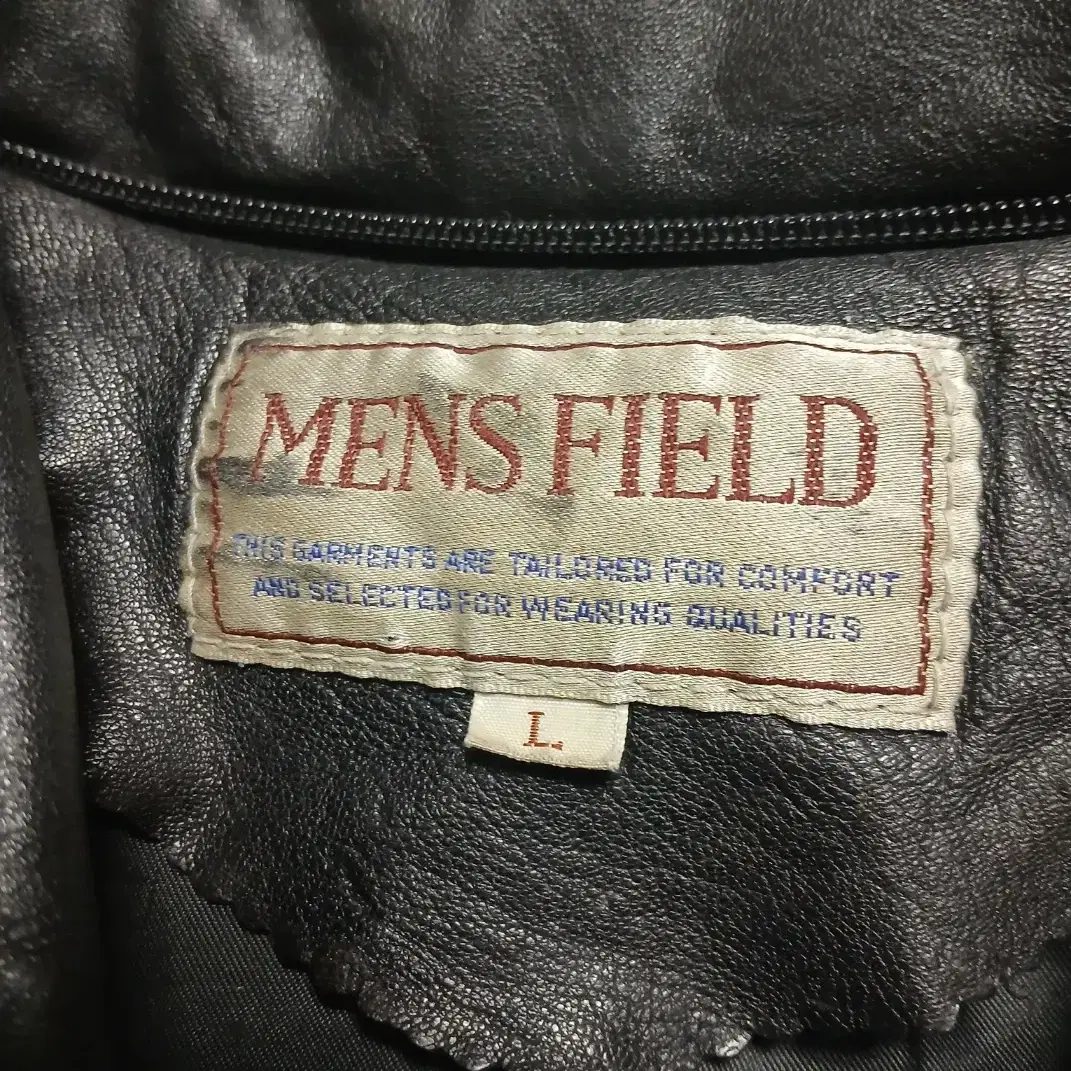 MENS FIELD
THIS GARMENTS ARE TAILORED FOR COMFORT
AND SELECTED FOR WEARING QUALITIES
L